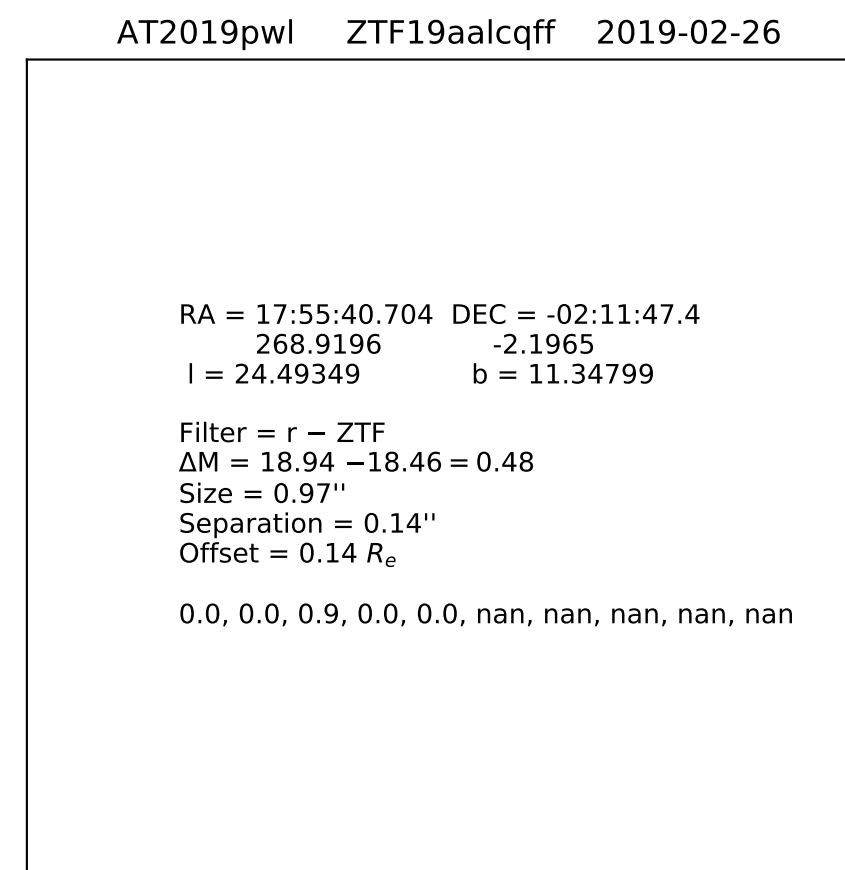 AT2019pwl ZTF19aalcqff 2019-02-26
RA = 17:55:40.704 DEC = -02:11:47.4
268.9196 -2.1965
l = 24.49349 b = 11.34799
Filter = r − ZTF
ΔM = 18.94 −18.46 = 0.48
Size = 0.97''
Separation = 0.14''
Offset = 0.14 Re
0.0, 0.0, 0.9, 0.0, 0.0, nan, nan, nan, nan, nan